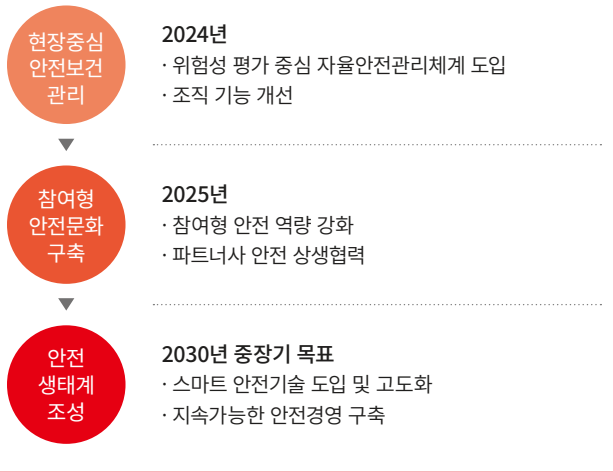 현장중심
안전보건
관리
2024년
· 위험성 평가 중심 자율안전관리체계 도입
· 조직 기능 개선
참여형
안전문화
구축
2025년
· 참여형 안전 역량 강화
· 파트너사 안전 상생협력
안전
생태계
조성
2030년 중장기 목표
· 스마트 안전기술 도입 및 고도화
· 지속가능한 안전경영 구축